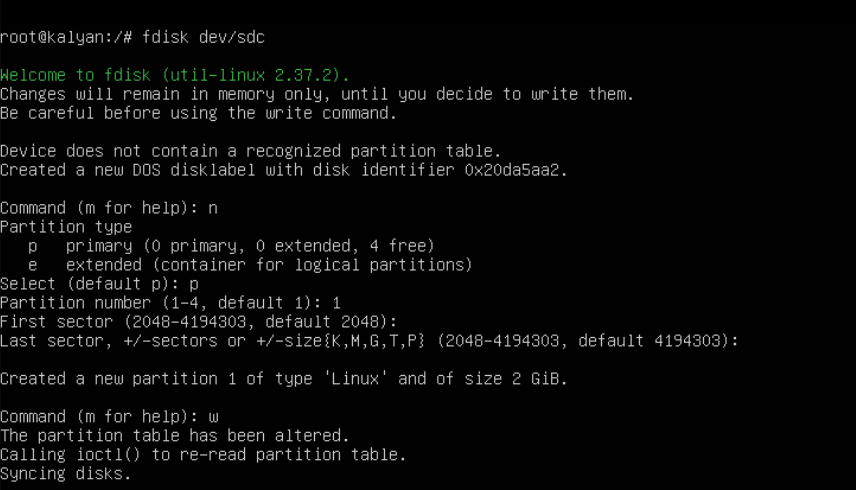 root@kalyan:/# fdisk dev/sdc
Welcome to fdisk (util-linux 2.37.2).
Changes will remain in memory only, until you decide to write them.
Be careful before using the write command.
Device does not contain a recognized partition table.
Created a new DOS disklabel with disk identifier 0x20da5aa2.
Command (m for help): n
Partition type
   p   primary (0 primary, 0 extended, 4 free)
   e   extended (container for logical partitions)
Select (default p): p
Partition number (1-4, default 1): 1
First sector (2048-4194303, default 2048):
Last sector, +/-sectors or +/-size{K,M,G,T,P} (2048-4194303, default 4194303):
Created a new partition 1 of type 'Linux' and of size 2 GiB.
Command (m for help): w
The partition table has been altered.
Calling ioctl() to re-read partition table.
Syncing disks.